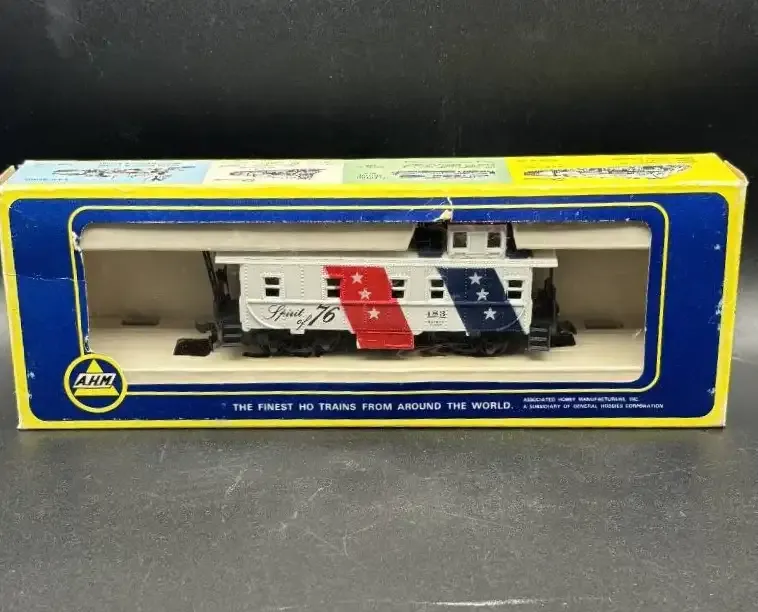 Spirit
of 76
A.H.M.
THE FINEST HO TRAINS FROM AROUND THE WORLD.
ASSOCIATED HOBBY MANUFACTURERS, INC.
A SUBSIDIARY OF GENERAL HOBBIES CORPORATION